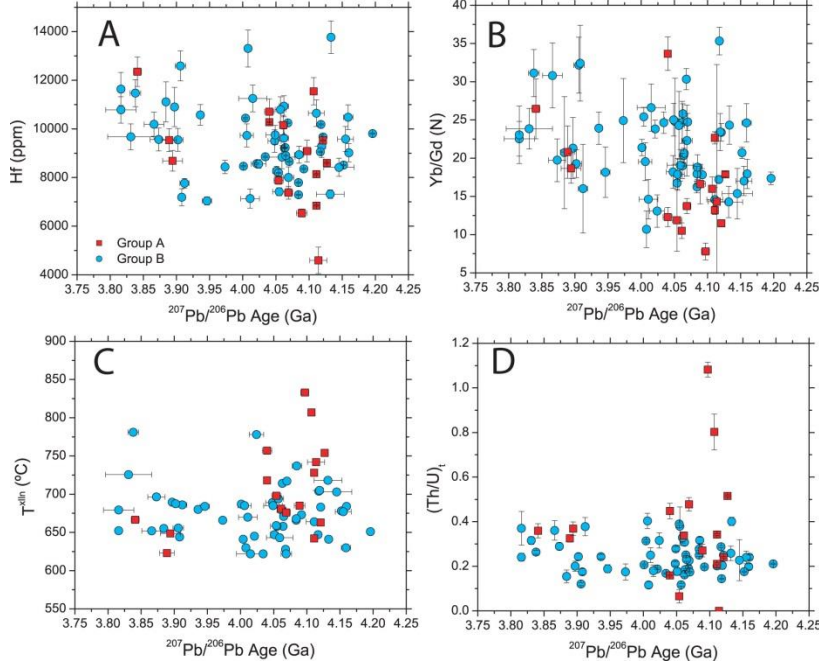 A
14000
12000
10000
8000
6000
4000
Hf (ppm)
Group A
Group B
3.75 3.80 3.85 3.90 3.95 4.00 4.05 4.10 4.15 4.20 4.25
207Pb/206Pb Age (Ga)
B
40
35
30
25
20
15
10
5
Yb/Gd (N)
3.75 3.80 3.85 3.90 3.95 4.00 4.05 4.10 4.15 4.20 4.25
207Pb/206Pb Age (Ga)
C
900
850
800
750
700
650
600
550
Txlln (ºC)
3.75 3.80 3.85 3.90 3.95 4.00 4.05 4.10 4.15 4.20 4.25
207Pb/206Pb Age (Ga)
D
1.2
1.0
0.8
0.6
0.4
0.2
0.0
(Th/U)t
3.75 3.80 3.85 3.90 3.95 4.00 4.05 4.10 4.15 4.20 4.25
207Pb/206Pb Age (Ga)